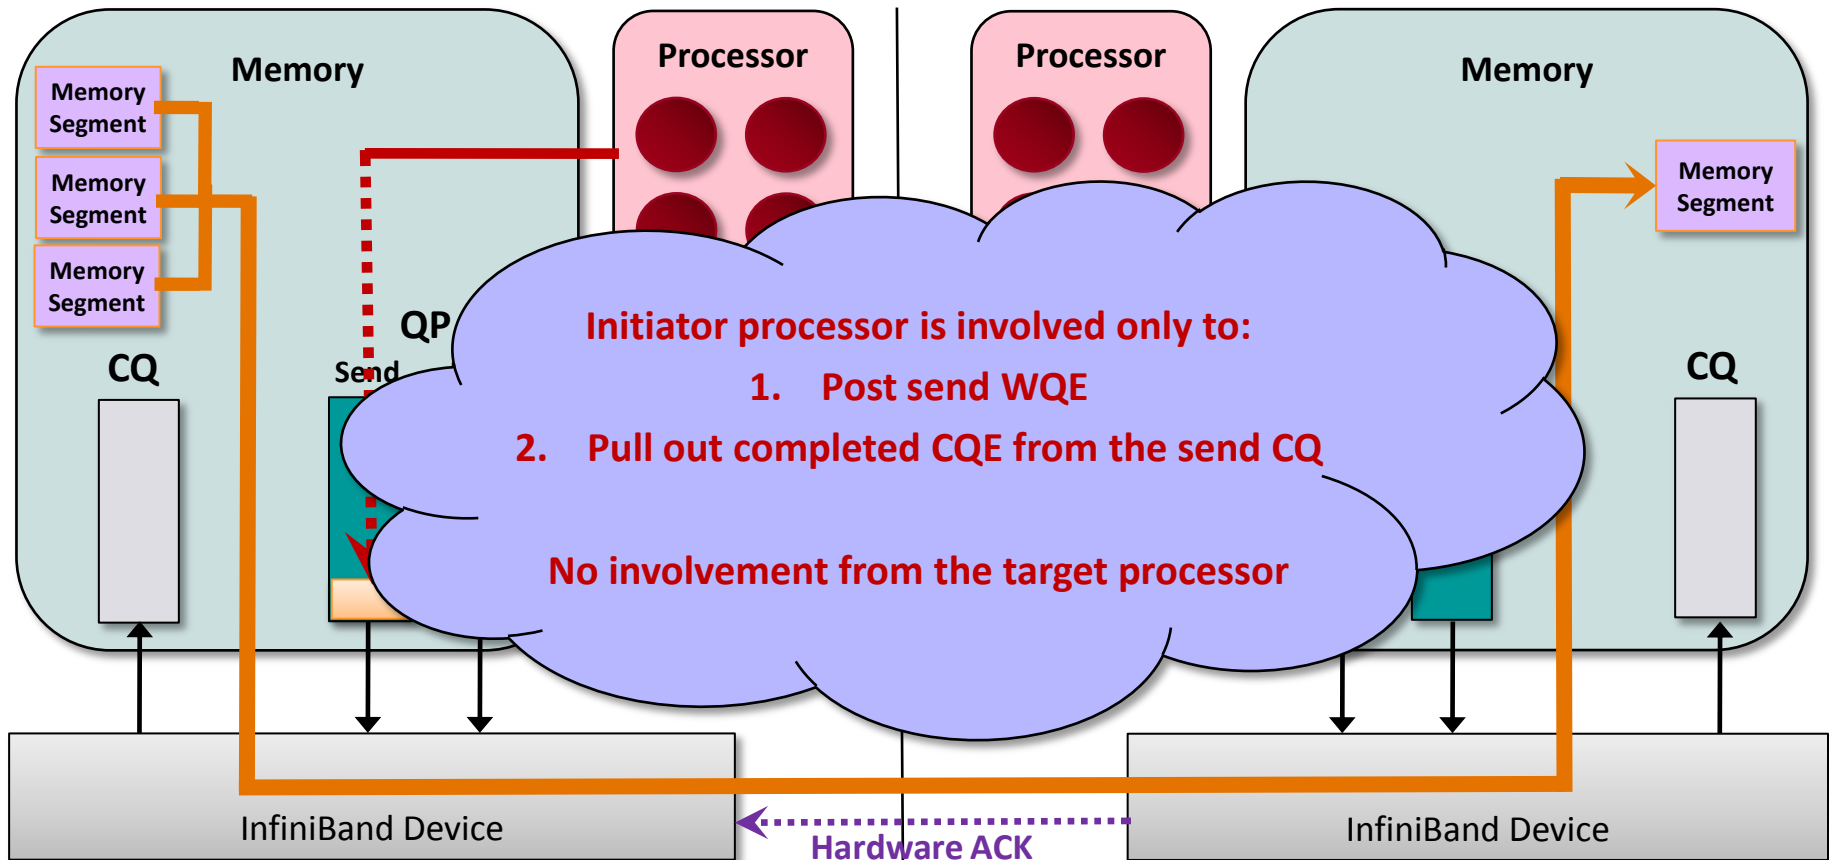 Memory
Processor
Processor
Memory
Memory
Segment
Memory
Segment
Memory
Segment
Memory
Segment
QP
Send
CQ
CQ
Initiator processor is involved only to:
1. Post send WQE
2. Pull out completed CQE from the send CQ
No involvement from the target processor
InfiniBand Device
InfiniBand Device
Hardware ACK